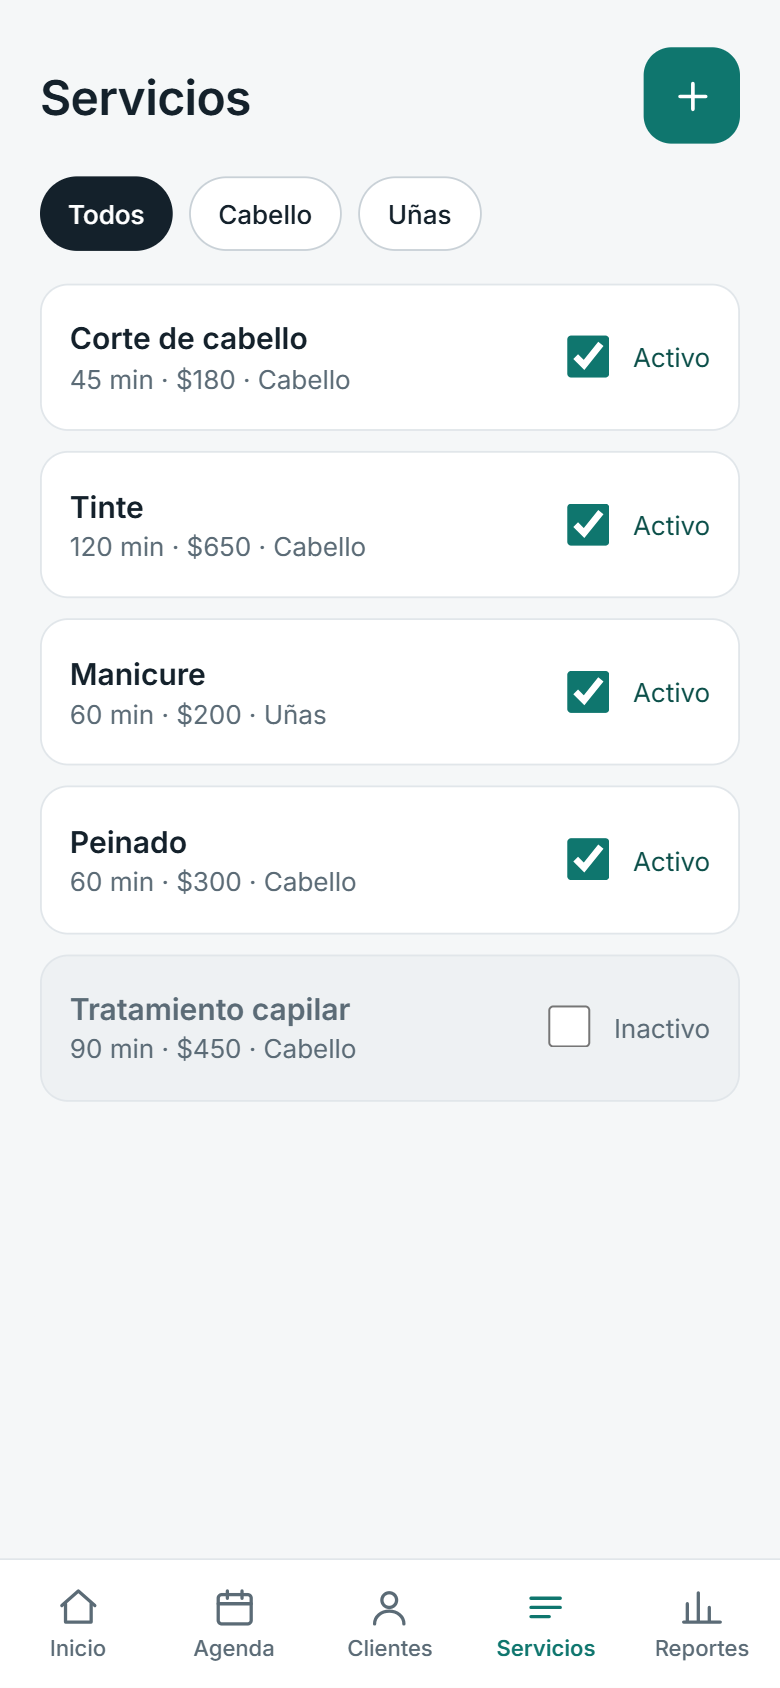 Servicios
Todos
Cabello
Uñas
Corte de cabello
45 min · $180 · Cabello
Activo
Tinte
120 min · $650 · Cabello
Activo
Manicure
60 min · $200 · Uñas
Activo
Peinado
60 min · $300 · Cabello
Activo
Tratamiento capilar
90 min · $450 · Cabello
Inactivo
Inicio
Agenda
Clientes
Servicios
Reportes